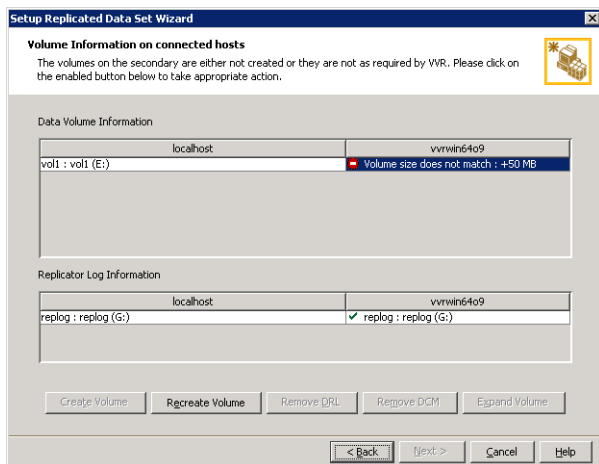 Setup Replicated Data Set Wizard
Volume Information on connected hosts
The volumes on the secondary are either not created or they are not as required by VVR. Please click on
the enabled button below to take appropriate action.
Data Volume Information
localhost vvrwin64o9
vol1 : vol1 (E:) Volume size does not match : +50 MB
Replicator Log Information
localhost vvrwin64o9
replog : replog (G:) replog : replog (G:)
Create Volume Recreate Volume Remove DRL Remove DCM Expand Volume
< Back Next > Cancel Help